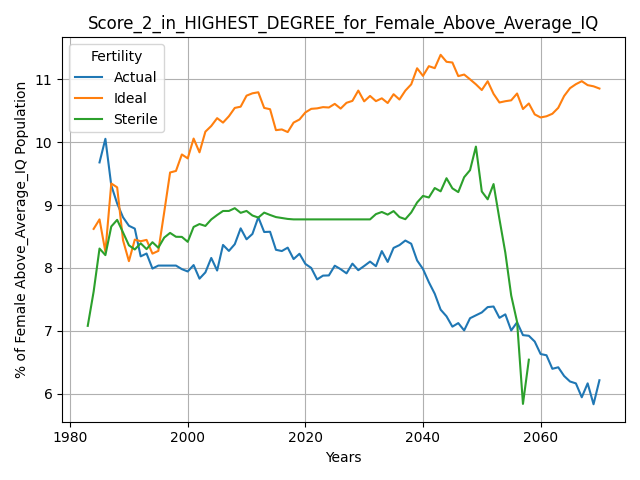 Score_2_in_HIGHEST_DEGREE_for_Female_Above_Average_IQ
Fertility
Actual
Ideal
Sterile
% of Female Above_Average_IQ Population
11
10
9
8
7
6
1980
2000
2020
2040
2060
Years